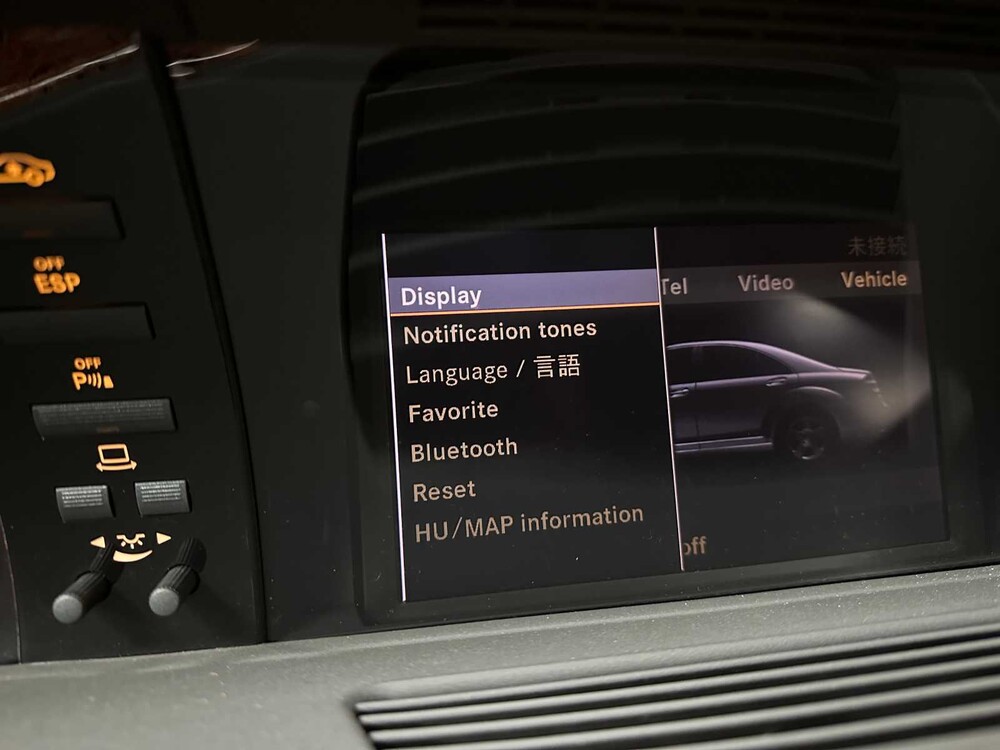 OFF
ESP
OFF
P
未接続
Tel Video Vehicle
Display
Notification tones
Language / 言語
Favorite
Bluetooth
Reset
HU/MAP information
off